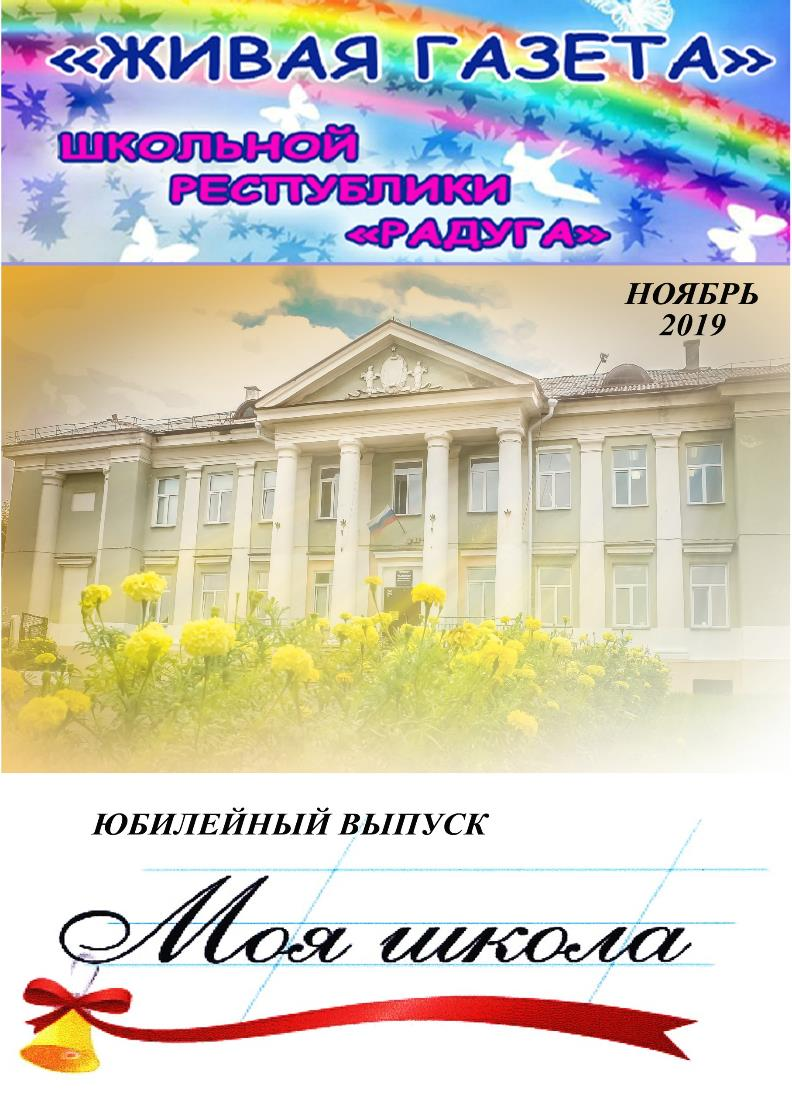 «ЖИВАЯ ГАЗЕТА»
ШКОЛЬНОЙ
РЕСПУБЛИКИ
«РАДУГА»
НОЯБРЬ
2019
ЮБИЛЕЙНЫЙ ВЫПУСК
Моя школа